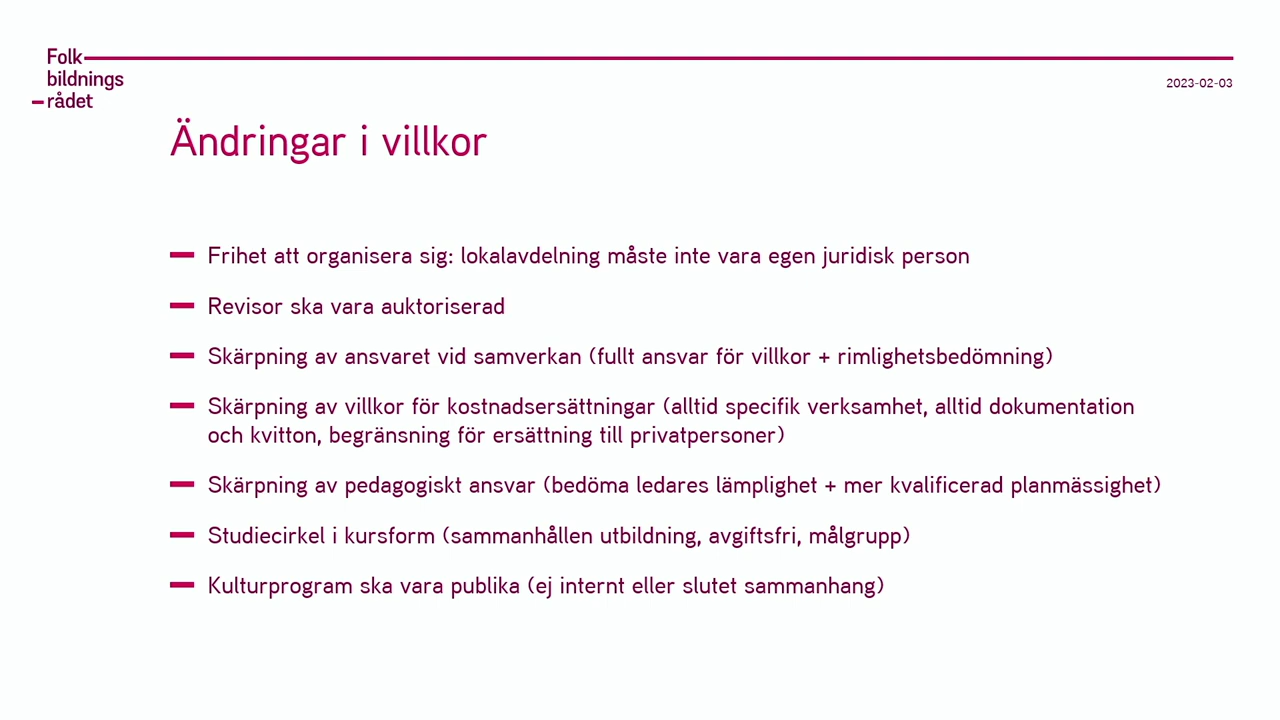 Folk
bildnings
rådet
2023-02-03
Ändringar i villkor
Frihet att organisera sig: lokalavdelning måste inte vara egen juridisk person
Revisor ska vara auktoriserad
Skärpning av ansvaret vid samverkan (fullt ansvar för villkor + rimlighetsbedömning)
Skärpning av villkor för kostnadsersättningar (alltid specifik verksamhet, alltid dokumentation
och kvitton, begränsning för ersättning till privatpersoner)
Skärpning av pedagogiskt ansvar (bedöma ledares lämplighet + mer kvalificerad planmässighet)
Studiecirkel i kursform (sammanhållen utbildning, avgiftsfri, målgrupp)
Kulturprogram ska vara publika (ej internt eller slutet sammanhang)